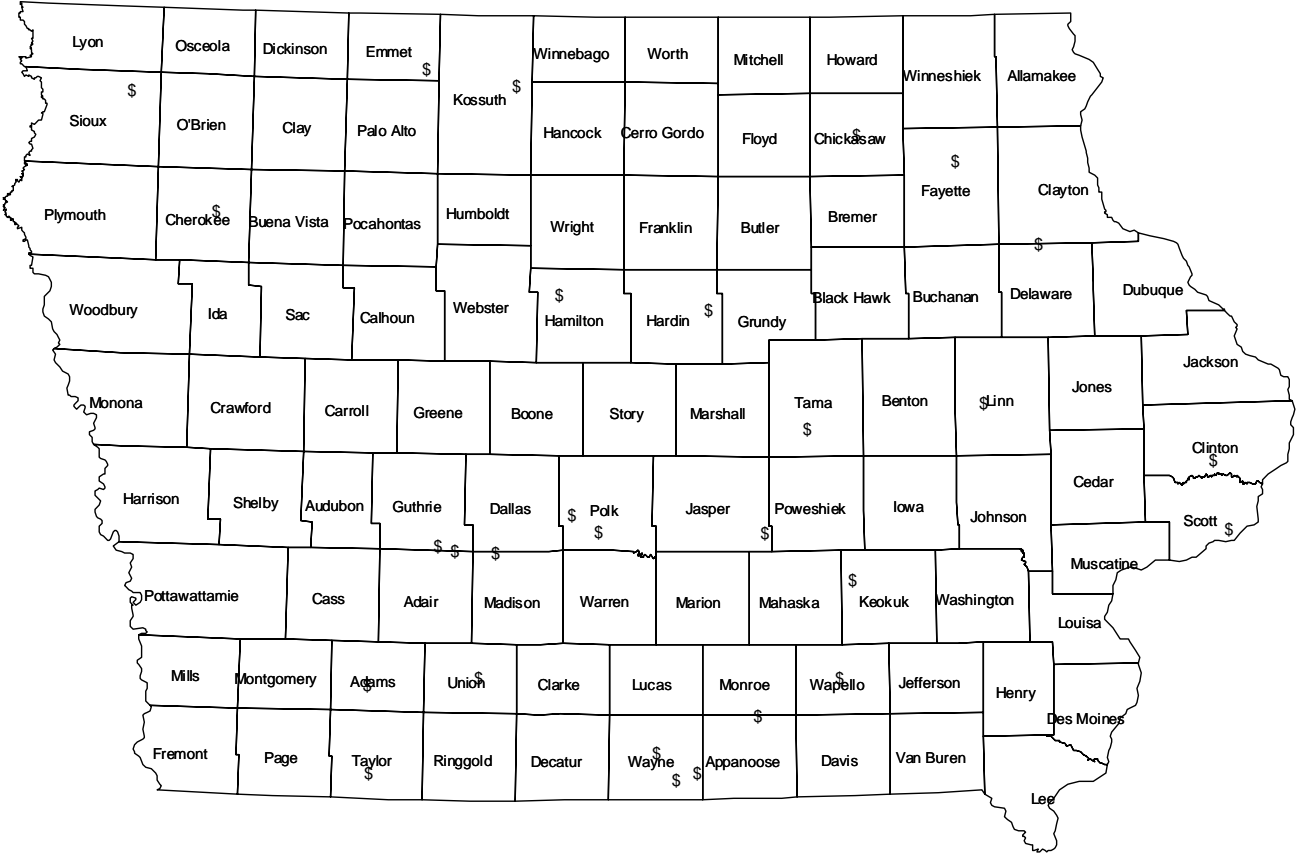 Lyon Osceola Dickinson Emmet Winnebago Worth Mitchell Howard Winneshiek Allamakee
$ $ $
Sioux O'Brien Clay Palo Alto Kossuth Hancock Cerro Gordo Floyd Chickasaw
$ $
Plymouth Cherokee Buena Vista Pocahontas Humboldt Wright Franklin Butler Bremer Fayette Clayton
$ $
Woodbury Ida Sac Calhoun Webster Hamilton Hardin Grundy Black Hawk Buchanan Delaware Dubuque
$ $
Monona Crawford Carroll Greene Boone Story Marshall Tama Benton $Linn Jones Jackson
$
Harrison Shelby Audubon Guthrie Dallas Polk Jasper Poweshiek Iowa Johnson Cedar Clinton
$ $ $ $ $
Scott
Muscatine
$ $ $
Pottawattamie Cass Adair Madison Warren Marion Mahaska Keokuk Washington Louisa
$
Mills Montgomery Adams Union Clarke Lucas Monroe Wapello Jefferson Henry Des Moines
$ $ $ $
Fremont Page Taylor Ringgold Decatur Wayne Appanoose Davis Van Buren Lee
$ $ $ $